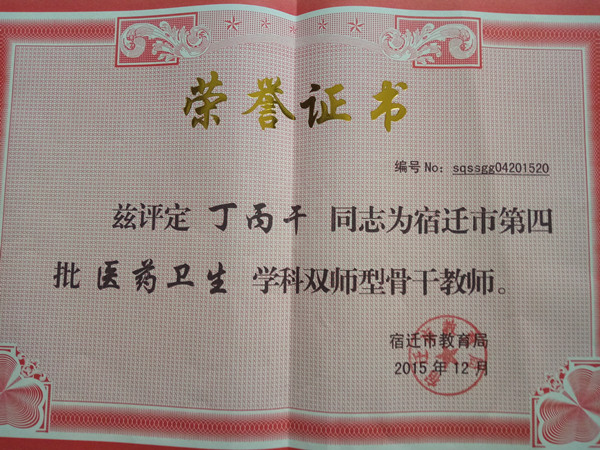 荣誉证书
编号 No: sqssgg04201520
兹评定 丁丙干 同志为宿迁市第四
批 医药卫生 学科双师型骨干教师。
宿迁市教育局
2015年12月